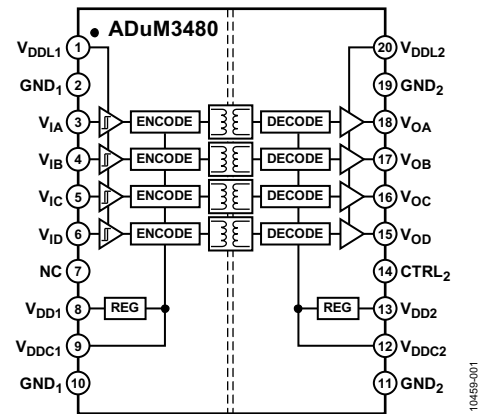 ADuM3480
VDDL1 1 20 VDDL2
GND1 2 19 GND2
VIA 3 ENCODE DECODE 18 VOA
VIB 4 ENCODE DECODE 17 VOB
VIC 5 ENCODE DECODE 16 VOC
VID 6 ENCODE DECODE 15 VOD
NC 7 14 CTRL2
VDD1 8 REG REG 13 VDD2
VDDC1 9 12 VDDC2
GND1 10 11 GND2
10459-001